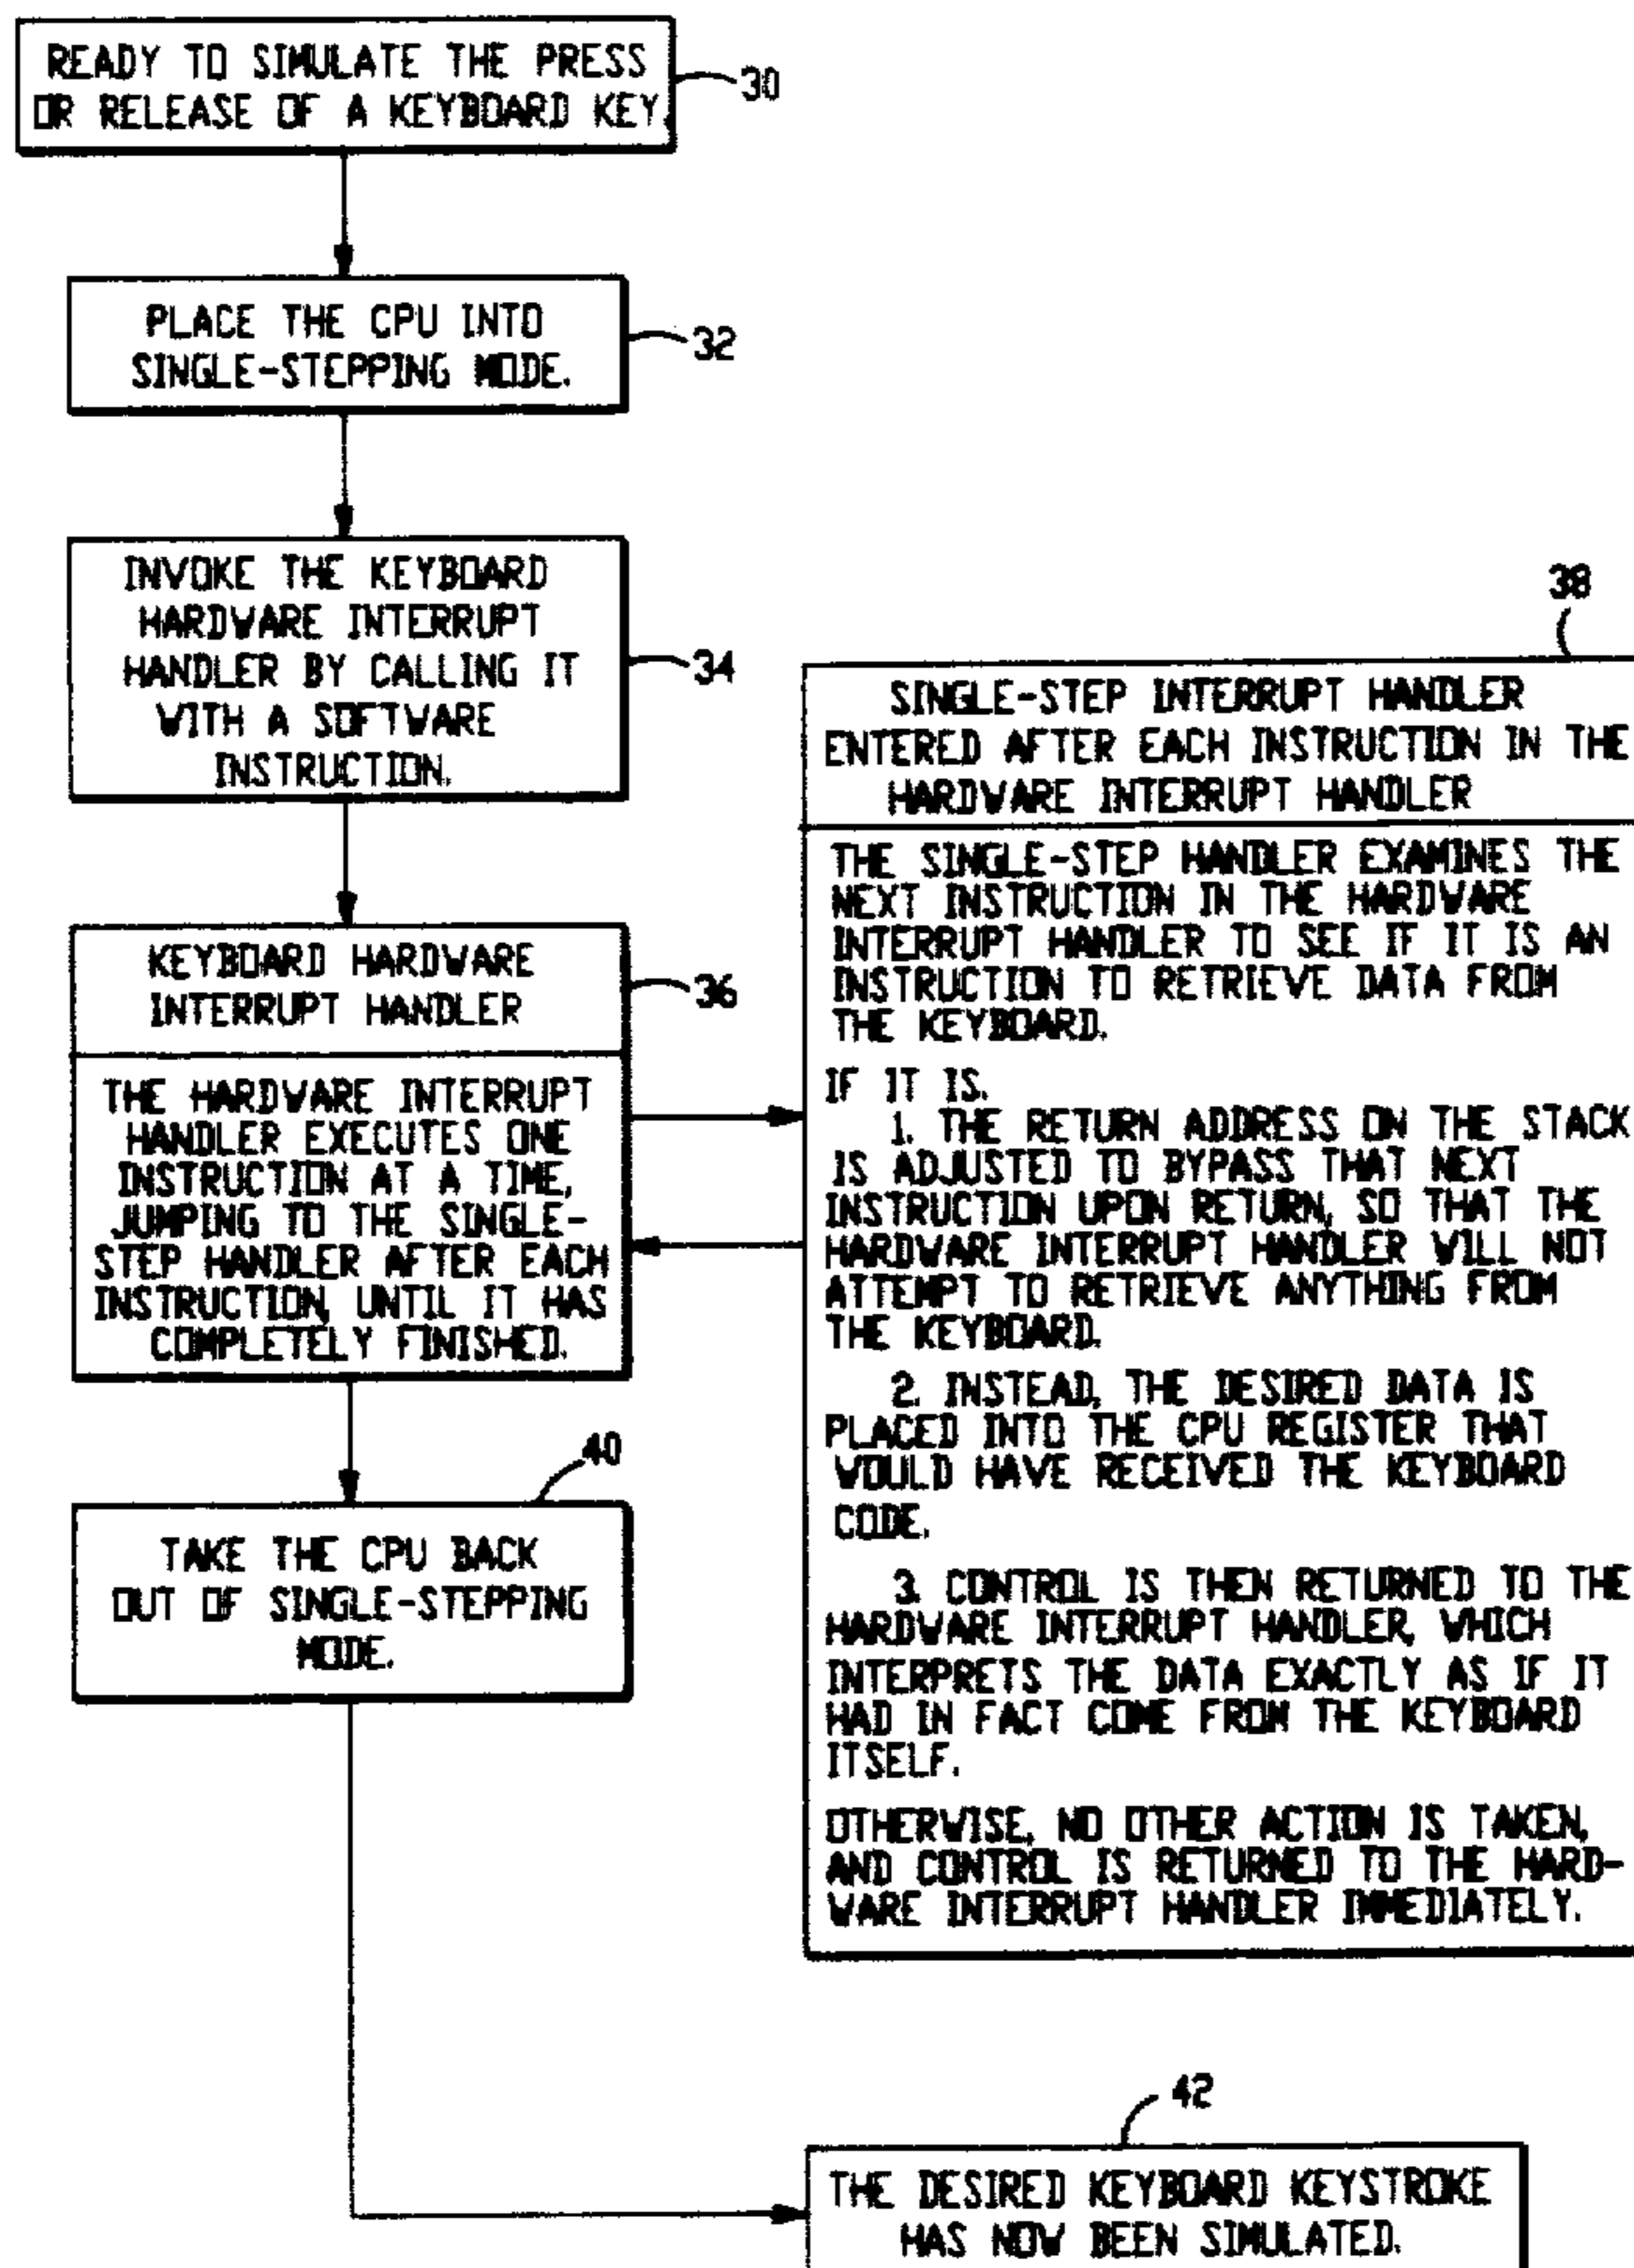 READY TO SIMULATE THE PRESS
OR RELEASE OF A KEYBOARD KEY.
30
PLACE THE CPU INTO
SINGLE-STEPPING MODE.
32
INVOKE THE KEYBOARD
HARDWARE INTERRUPT
HANDLER BY CALLING IT
WITH A SOFTWARE
INSTRUCTION.
34
KEYBOARD HARDWARE
INTERRUPT HANDLER
36
THE HARDWARE INTERRUPT
HANDLER EXECUTES ONE
INSTRUCTION AT A TIME,
JUMPING TO THE SINGLE-
STEP HANDLER AFTER EACH
INSTRUCTION, UNTIL IT HAS
COMPLETELY FINISHED.
38
SINGLE-STEP INTERRUPT HANDLER
ENTERED AFTER EACH INSTRUCTION IN THE
HARDWARE INTERRUPT HANDLER
THE SINGLE-STEP HANDLER EXAMINES THE
NEXT INSTRUCTION IN THE HARDWARE
INTERRUPT HANDLER TO SEE IF IT IS AN
INSTRUCTION TO RETRIEVE DATA FROM
THE KEYBOARD.
IF IT IS.
1. THE RETURN ADDRESS ON THE STACK
IS ADJUSTED TO BYPASS THAT NEXT
INSTRUCTION UPON RETURN, SO THAT THE
HARDWARE INTERRUPT HANDLER WILL NOT
ATTEMPT TO RETRIEVE ANYTHING FROM
THE KEYBOARD.
2. INSTEAD, THE DESIRED DATA IS
PLACED INTO THE CPU REGISTER THAT
WOULD HAVE RECEIVED THE KEYBOARD
CODE.
3. CONTROL IS THEN RETURNED TO THE
HARDWARE INTERRUPT HANDLER, WHICH
INTERPRETS THE DATA EXACTLY AS IF IT
HAD IN FACT COME FROM THE KEYBOARD
ITSELF.
OTHERWISE, NO OTHER ACTION IS TAKEN,
AND CONTROL IS RETURNED TO THE HARD-
WARE INTERRUPT HANDLER IMMEDIATELY.
40
TAKE THE CPU BACK
OUT OF SINGLE-STEPPING
MODE.
42
THE DESIRED KEYBOARD KEYSTROKE
HAS NOW BEEN SIMULATED.